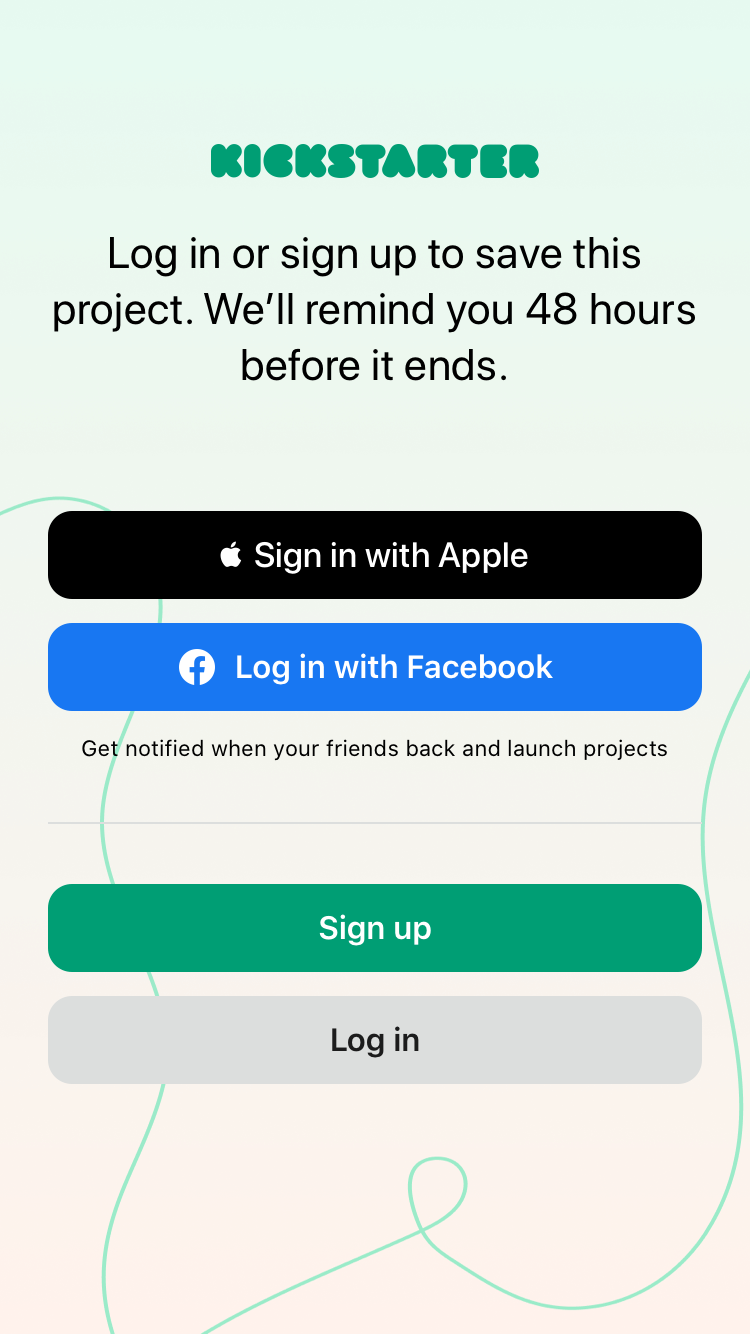 KICKSTARTER
Log in or sign up to save this
project. We’ll remind you 48 hours
before it ends.
Sign in with Apple
Log in with Facebook
Get notified when your friends back and launch projects
Sign up
Log in